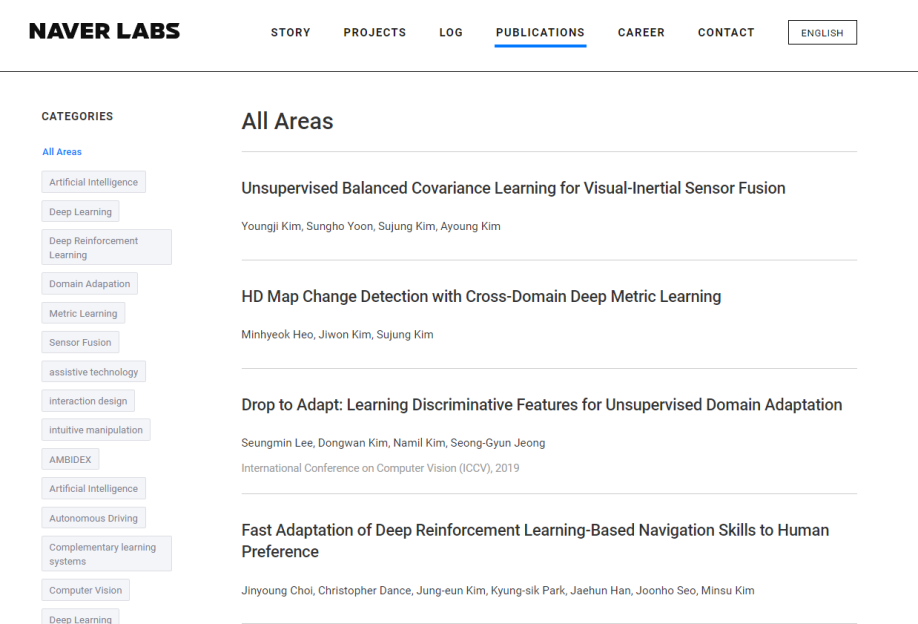 NAVER LABS
STORY
PROJECTS
LOG
PUBLICATIONS
CAREER
CONTACT
ENGLISH
CATEGORIES
All Areas
Artificial Intelligence
Deep Learning
Deep Reinforcement
Learning
Domain Adapation
Metric Learning
Sensor Fusion
assistive technology
interaction design
intuitive manipulation
AMBIDEX
Artificial Intelligence
Autonomous Driving
Complementary learning
systems
Computer Vision
Deep Learning
All Areas
Unsupervised Balanced Covariance Learning for Visual-Inertial Sensor Fusion
Youngji Kim, Sungho Yoon, Sujung Kim, Ayoung Kim
HD Map Change Detection with Cross-Domain Deep Metric Learning
Minhyeok Heo, Jiwon Kim, Sujung Kim
Drop to Adapt: Learning Discriminative Features for Unsupervised Domain Adaptation
Seungmin Lee, Dongwan Kim, Namil Kim, Seong-Gyun Jeong
International Conference on Computer Vision (ICCV), 2019
Fast Adaptation of Deep Reinforcement Learning-Based Navigation Skills to Human
Preference
Jinyoung Choi, Christopher Dance, Jung-eun Kim, Kyung-sik Park, Jaehun Han, Joonho Seo, Minsu Kim